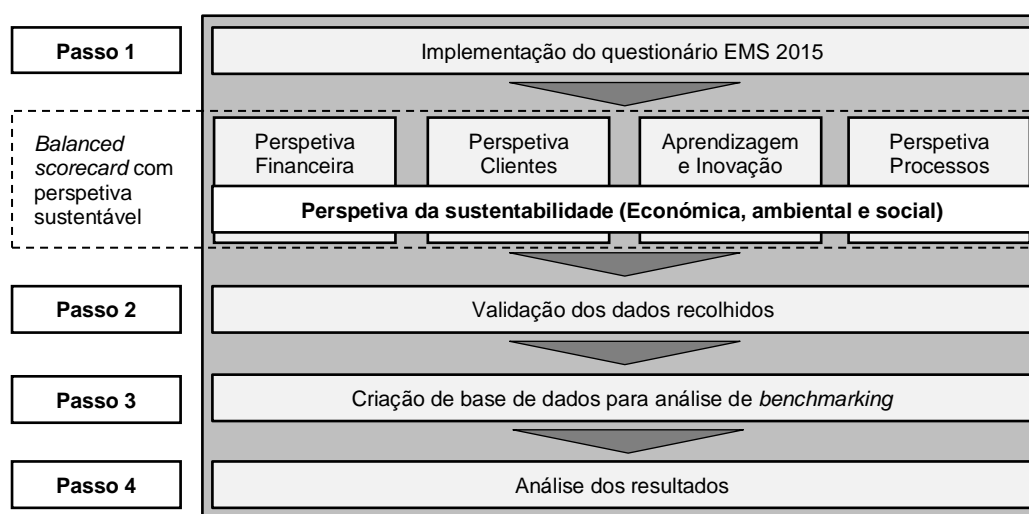 Passo 1
Implementação do questionário EMS 2015
Balanced
scorecard com
perspetiva
sustentável
Perspetiva
Financeira
Perspetiva
Clientes
Aprendizagem
e Inovação
Perspetiva
Processos
Perspetiva da sustentabilidade (Económica, ambiental e social)
Passo 2
Validação dos dados recolhidos
Passo 3
Criação de base de dados para análise de benchmarking
Passo 4
Análise dos resultados